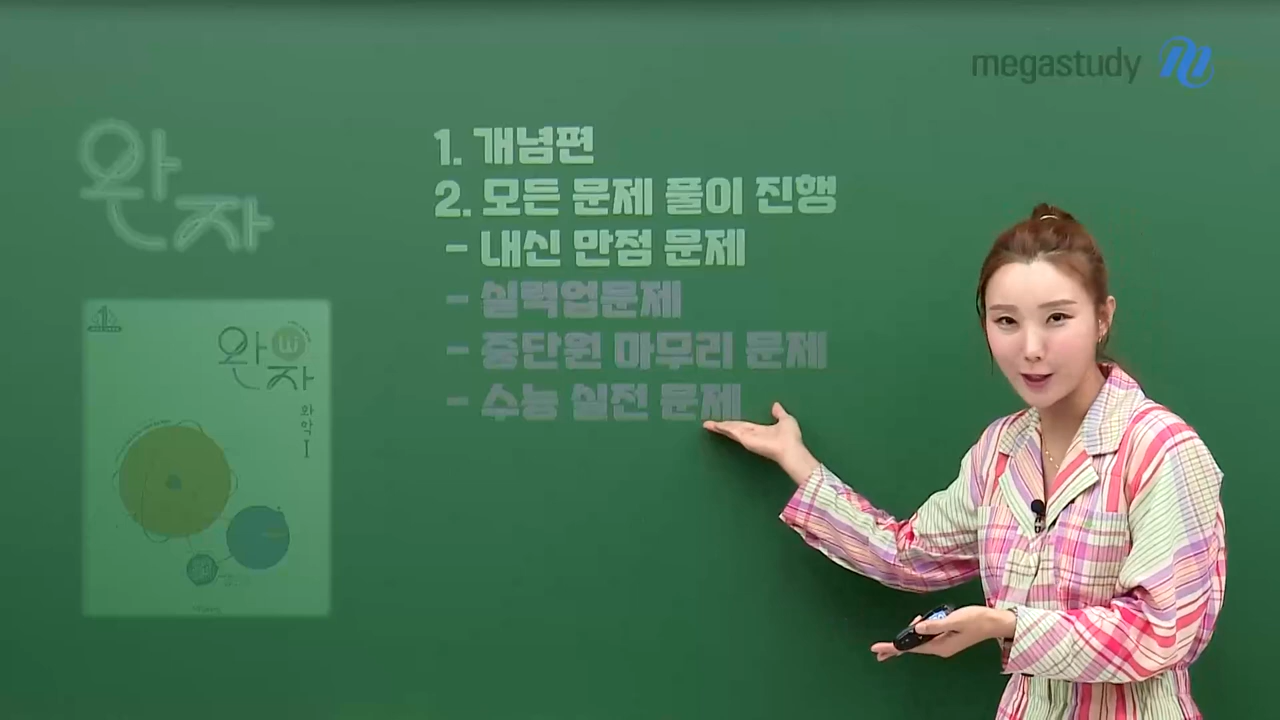 megastudy
완자
1. 개념편
2. 모든 문제 풀이 진행
- 내신 만점 문제
- 실력업문제
- 중단원 마무리 문제
- 수능 실전 문제
완자
화학 I